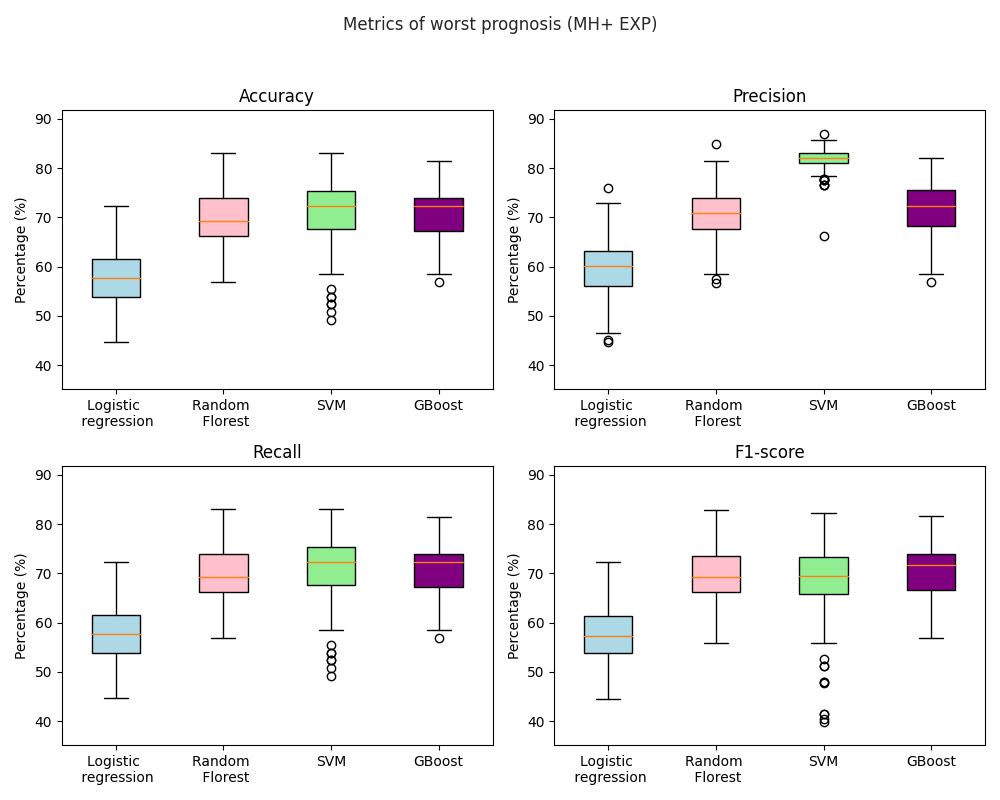 Metrics of worst prognosis (MH+ EXP)
Accuracy
Percentage (%)
90
80
70
60
50
40
Logistic
regression
Random
Florest
SVM
GBoost
Precision
Percentage (%)
90
80
70
60
50
40
Logistic
regression
Random
Florest
SVM
GBoost
Recall
Percentage (%)
90
80
70
60
50
40
Logistic
regression
Random
Florest
SVM
GBoost
F1-score
Percentage (%)
90
80
70
60
50
40
Logistic
regression
Random
Florest
SVM
GBoost